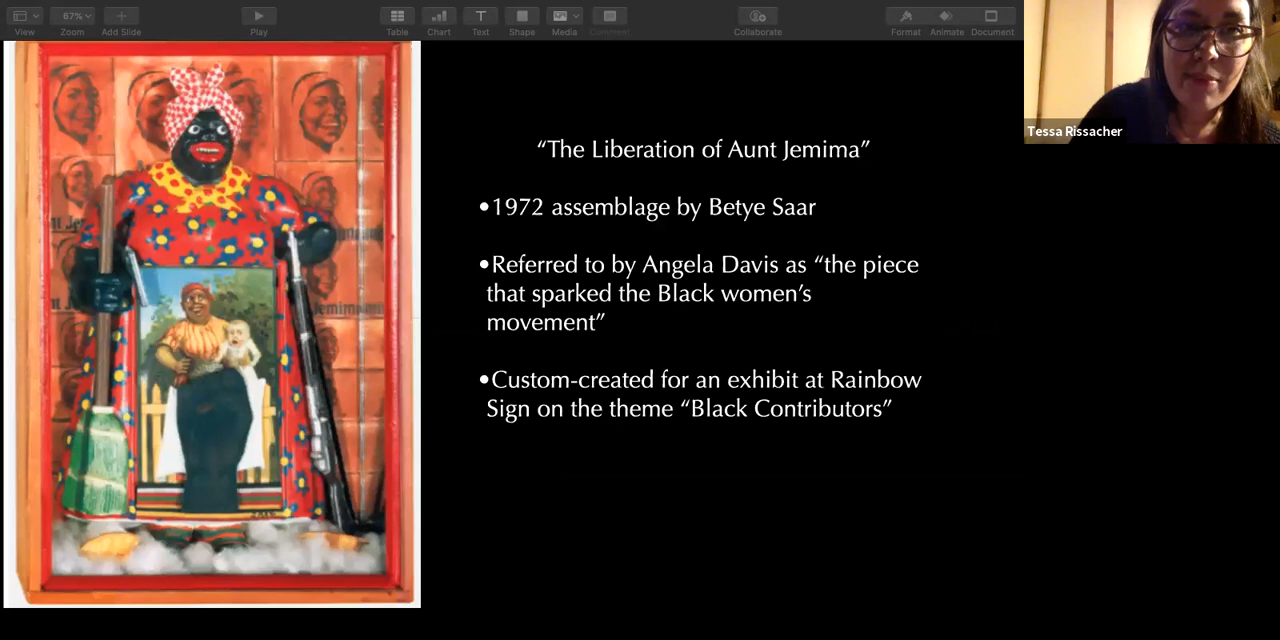 View
67%
Zoom
Add Slide
Play
Table
Chart
Text
Shape
Media
Comment
Collaborate
Format
Animate
Document
Tessa Rissacher
“The Liberation of Aunt Jemima”
•1972 assemblage by Betye Saar
•Referred to by Angela Davis as “the piece
that sparked the Black women’s
movement”
•Custom-created for an exhibit at Rainbow
Sign on the theme “Black Contributors”